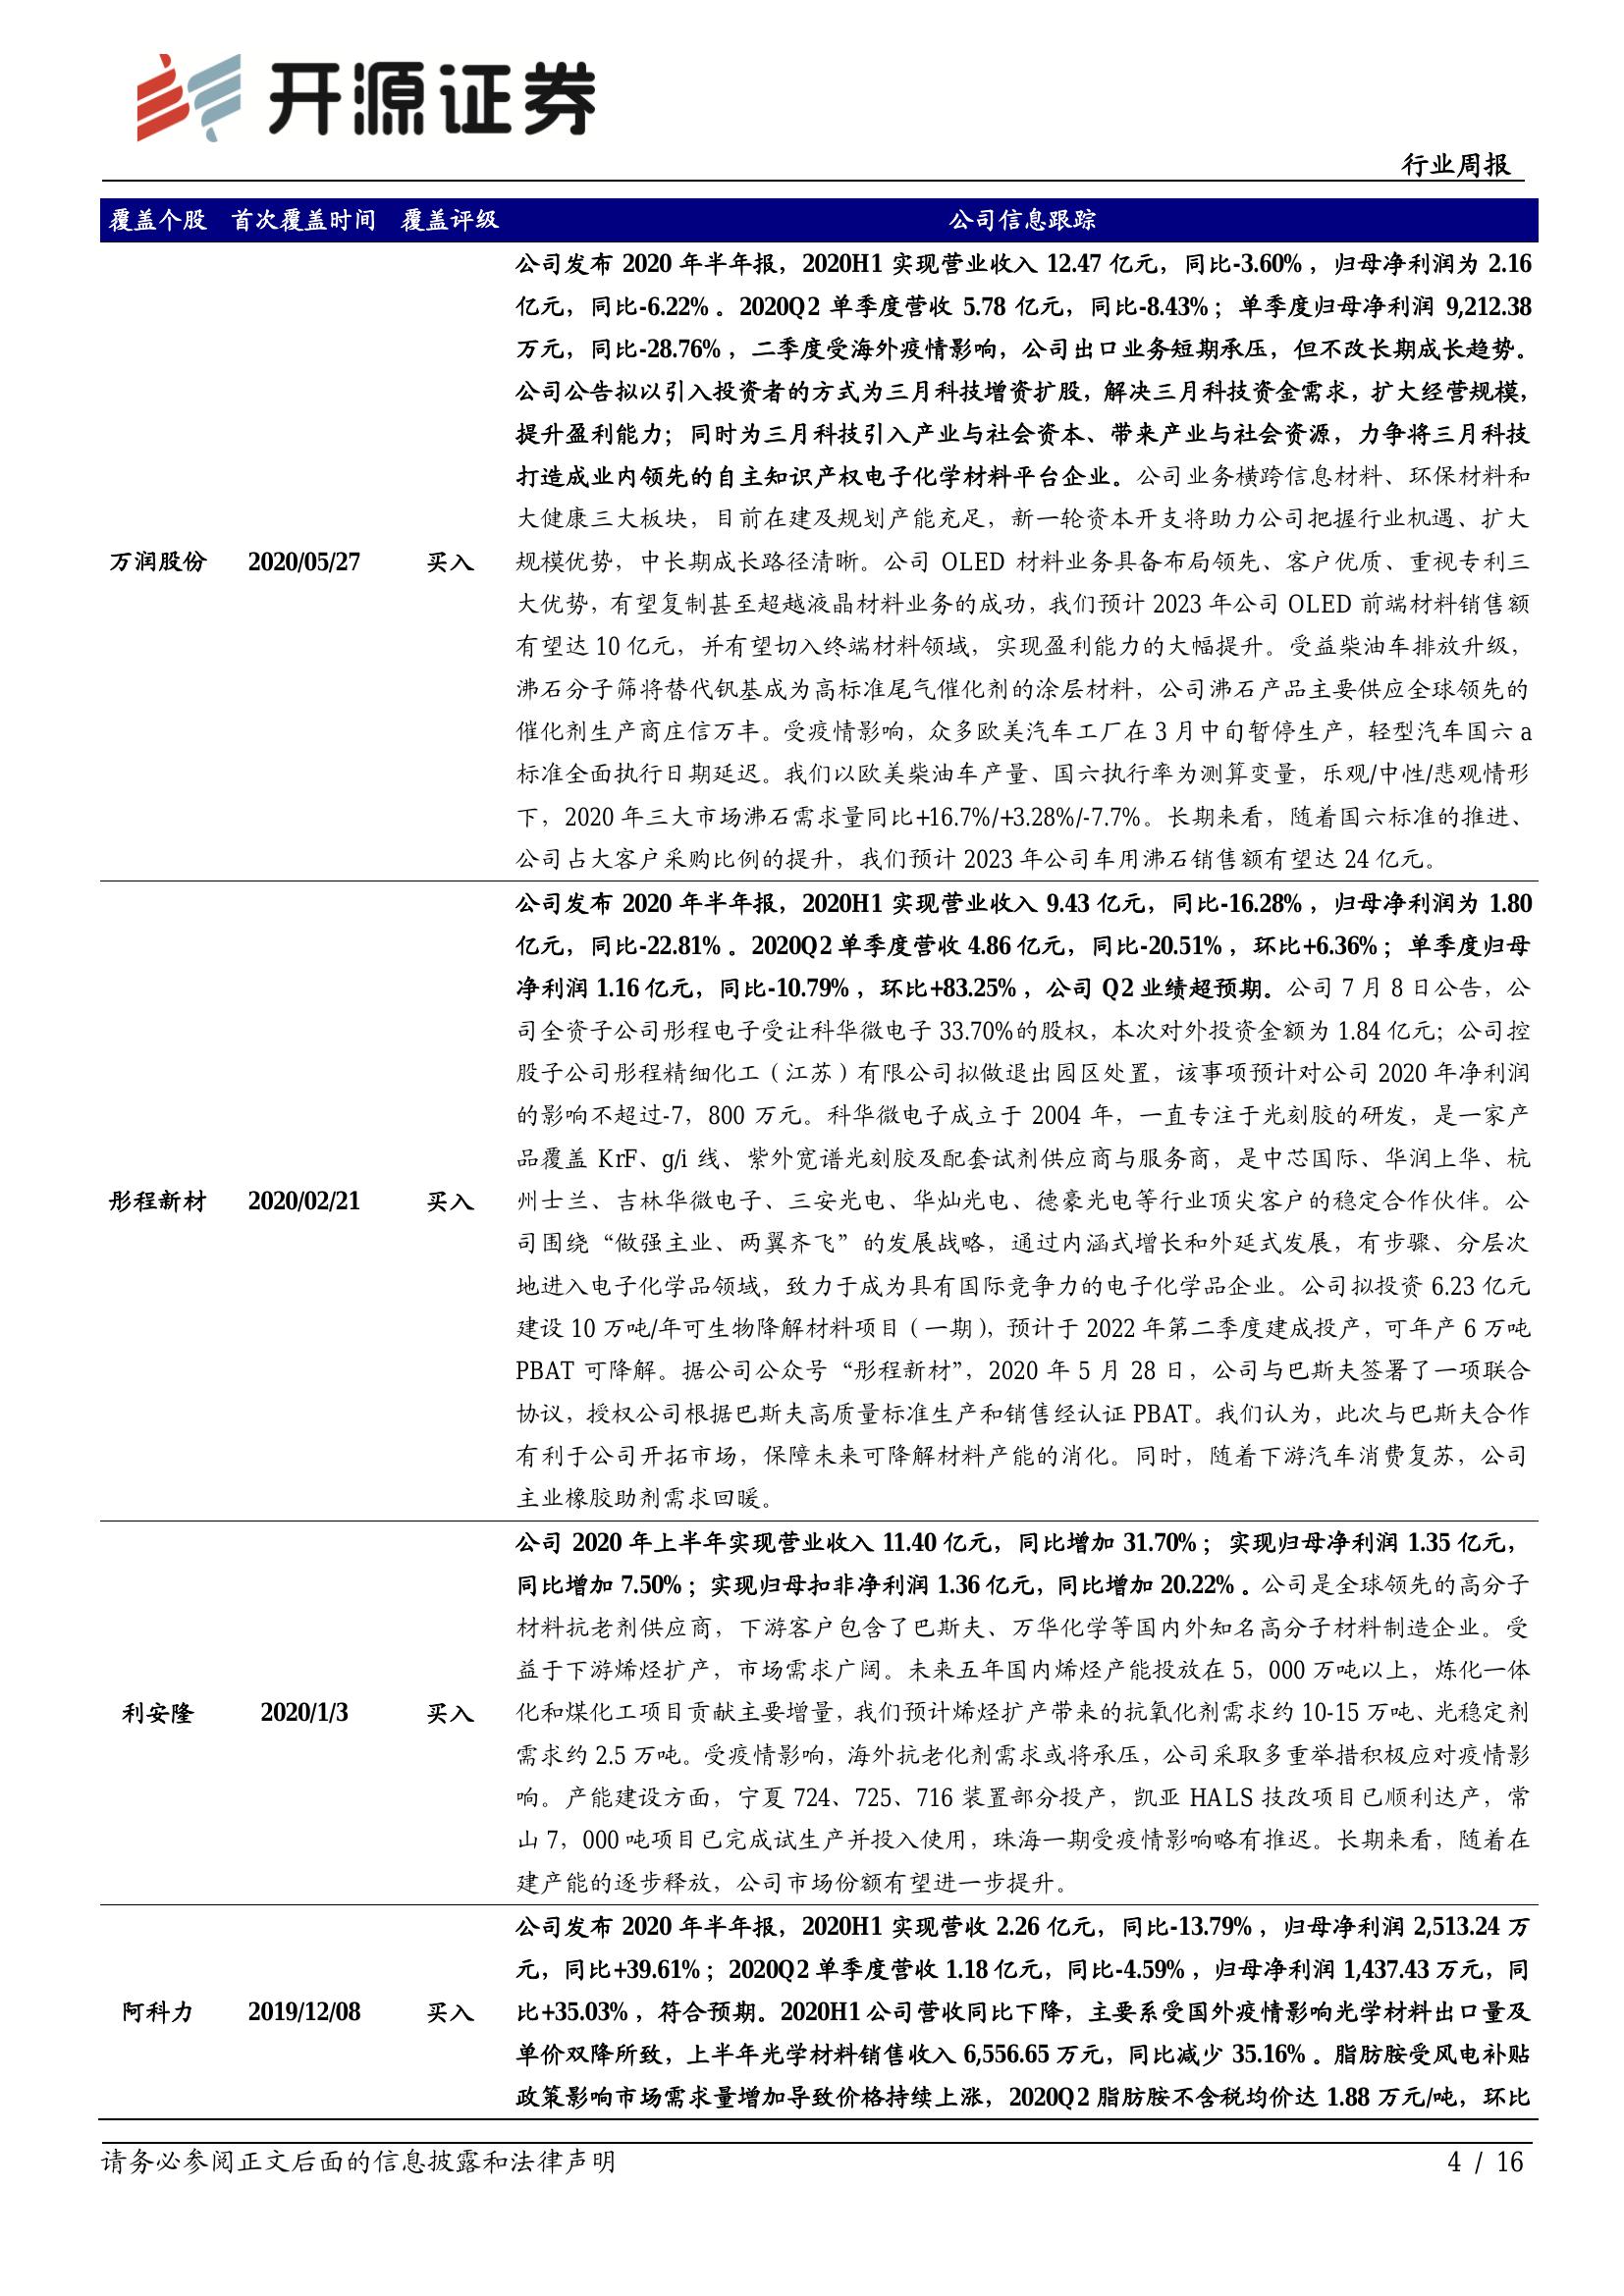 开源证券
行业周报
覆盖个股 首次覆盖时间 覆盖评级 公司信息跟踪
公司发布 2020 年半年报，2020H1 实现营业收入 12.47 亿元，同比-3.60%，归母净利润为 2.16
亿元，同比-6.22%。2020Q2 单季度营收 5.78 亿元，同比-8.43%；单季度归母净利润 9,212.38
万元，同比-28.76%，二季度受海外疫情影响，公司出口业务短期承压，但不改长期成长趋势。
公司公告拟以引入投资者的方式为三月科技增资扩股，解决三月科技资金需求，扩大经营规模，
提升盈利能力；同时为三月科技引入产业与社会资本、带来产业与社会资源，力争将三月科技
打造成业内领先的自主知识产权电子化学材料平台企业。公司业务横跨信息材料、环保材料和
大健康三大板块，目前在建及规划产能充足，新一轮资本开支将助力公司把握行业机遇、扩大
万润股份 2020/05/27 买入 规模优势，中长期成长路径清晰。公司 OLED 材料业务具备布局领先、客户优质、重视专利三
大优势，有望复制甚至超越液晶材料业务的成功，我们预计 2023 年公司 OLED 前端材料销售额
有望达 10 亿元，并有望切入终端材料领域，实现盈利能力的大幅提升。受益柴油车排放升级，
沸石分子筛将替代钒基成为高标准尾气催化剂的涂层材料，公司沸石产品主要供应全球领先的
催化剂生产商庄信万丰。受疫情影响，众多欧美汽车工厂在 3 月中旬暂停生产，轻型汽车国六 a
标准全面执行日期延迟。我们以欧美柴油车产量、国六执行率为测算变量，乐观/中性/悲观情形
下，2020 年三大市场沸石需求量同比+16.7%/+3.28%/-7.7%。长期来看，随着国六标准的推进、
公司占大客户采购比例的提升，我们预计 2023 年公司车用沸石销售额有望达 24 亿元。
公司发布 2020 年半年报，2020H1 实现营业收入 9.43 亿元，同比-16.28%，归母净利润为 1.80
亿元，同比-22.81%。2020Q2 单季度营收 4.86 亿元，同比-20.51%，环比+6.36%；单季度归母
净利润 1.16 亿元，同比-10.79%，环比+83.25%，公司 Q2 业绩超预期。公司 7 月 8 日公告，公
司全资子公司彤程电子受让科华微电子 33.70%的股权，本次对外投资金额为 1.84 亿元；公司控
股子公司彤程精细化工（江苏）有限公司拟做退出园区处置，该事项预计对公司 2020 年净利润
的影响不超过-7，800 万元。科华微电子成立于 2004 年，一直专注于光刻胶的研发，是一家产
品覆盖 KrF、g/i 线、紫外宽谱光刻胶及配套试剂供应商与服务商，是中芯国际、华润上华、杭
彤程新材 2020/02/21 买入 州士兰、吉林华微电子、三安光电、华灿光电、德豪光电等行业顶尖客户的稳定合作伙伴。公
司围绕“做强主业、两翼齐飞”的发展战略，通过内涵式增长和外延式发展，有步骤、分层次
地进入电子化学品领域，致力于成为具有国际竞争力的电子化学品企业。公司拟投资 6.23 亿元
建设 10 万吨/年可生物降解材料项目（一期），预计于 2022 年第二季度建成投产，可年产 6 万吨
PBAT 可降解。据公司公众号“彤程新材”，2020 年 5 月 28 日，公司与巴斯夫签署了一项联合
协议，授权公司根据巴斯夫高质量标准生产和销售经认证 PBAT。我们认为，此次与巴斯夫合作
有利于公司开拓市场，保障未来可降解材料产能的消化。同时，随着下游汽车消费复苏，公司
主业橡胶助剂需求回暖。
公司 2020 年上半年实现营业收入 11.40 亿元，同比增加 31.70%；实现归母净利润 1.35 亿元，
同比增加 7.50%；实现归母扣非净利润 1.36 亿元，同比增加 20.22%。公司是全球领先的高分子
材料抗老剂供应商，下游客户包含了巴斯夫、万华化学等国内外知名高分子材料制造企业。受
益于下游烯烃扩产，市场需求广阔。未来五年国内烯烃产能投放在 5，000 万吨以上，炼化一体
利安隆 2020/1/3 买入 化和煤化工项目贡献主要增量，我们预计烯烃扩产带来的抗氧化剂需求约 10-15 万吨、光稳定剂
需求约 2.5 万吨。受疫情影响，海外抗老化剂需求或将承压，公司采取多重举措积极应对疫情影
响。产能建设方面，宁夏 724、725、716 装置部分投产，凯亚 HALS 技改项目已顺利达产，常
山 7，000 吨项目已完成试生产并投入使用，珠海一期受疫情影响略有推迟。长期来看，随着在
建产能的逐步释放，公司市场份额有望进一步提升。
公司发布 2020 年半年报，2020H1 实现营收 2.26 亿元，同比-13.79%，归母净利润 2,513.24 万
元，同比+39.61%；2020Q2 单季度营收 1.18 亿元，同比-4.59%，归母净利润 1,437.43 万元，同
阿科力 2019/12/08 买入 比+35.03%，符合预期。2020H1 公司营收同比下降，主要系受国外疫情影响光学材料出口量及
单价双降所致，上半年光学材料销售收入 6,556.65 万元，同比减少 35.16%。脂肪胺受风电补贴
政策影响市场需求量增加导致价格持续上涨，2020Q2 脂肪胺不含税均价达 1.88 万元/吨，环比
请务必参阅正文后面的信息披露和法律声明 4 / 16